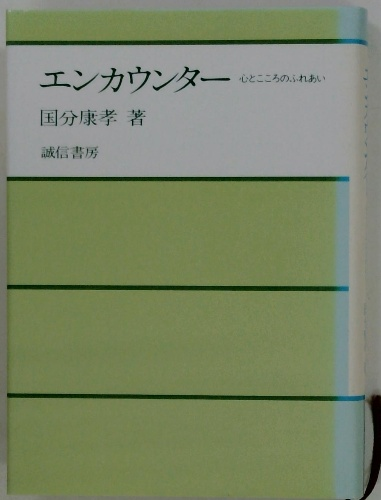 エンカウンター 心とこころのふれあい
国分康孝 著
誠信書房